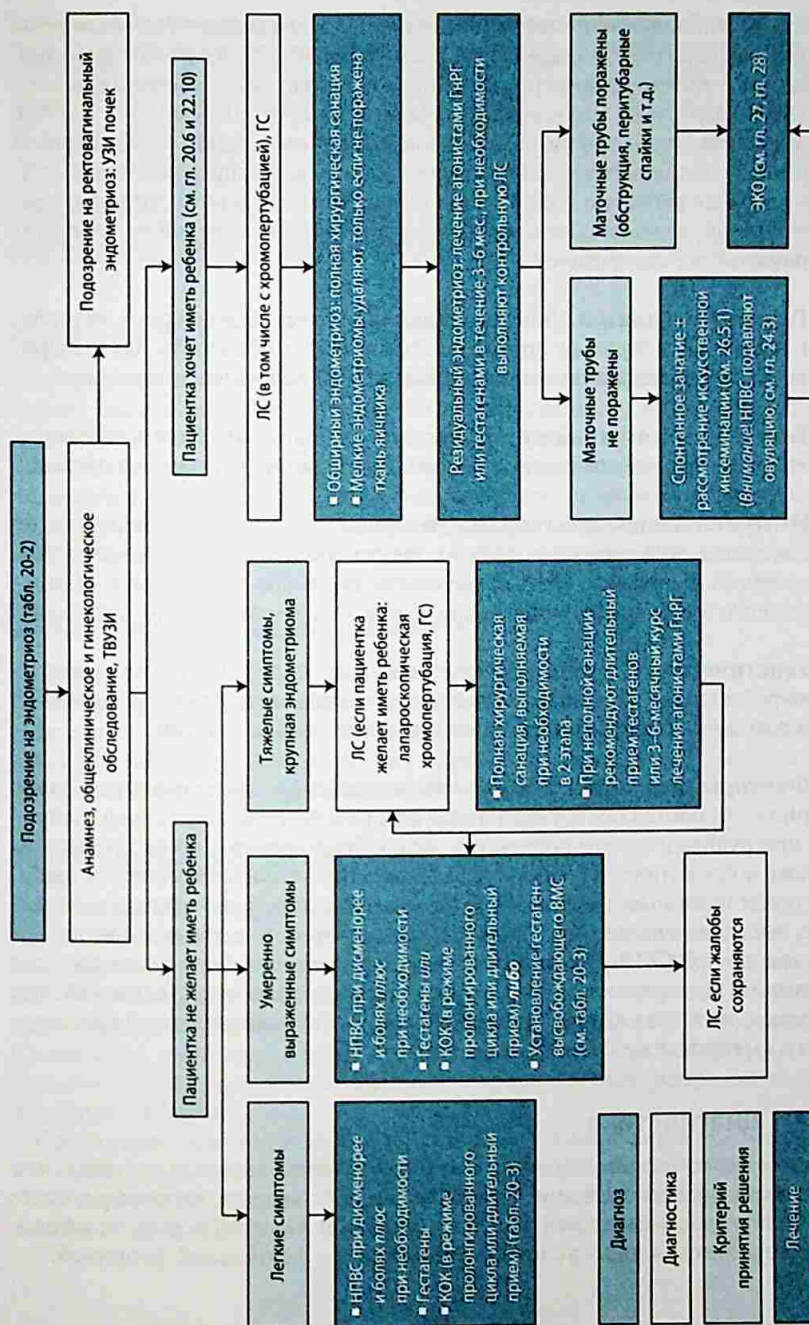 Подозрение на эндометриоз (табл. 20-2)
Анамнез, общеклиническое и гинекологическое
обследование, ТВУЗИ
Подозрение на ректовагинальный
эндометриоз: УЗИ почек
Пациентка не желает иметь ребенка
Легкие симптомы
НПВС при дисменорее
и болях плюс
при необходимости
Гестагены
КОК (в режиме
пролонгированного
цикла или длительный
прием) (табл. 20-3)
Умеренно
выраженные симптомы
НПВС при дисменорее
и болях плюс
при необходимости
Гестагены или
КОК (в режиме
пролонгированного
цикла или длительный
прием) либо
Установление гестаген-
высвобождающего ВМС
(см. табл. 20-3)
ЛС, если жалобы
сохраняются
Тяжелые симптомы,
крупная эндометриома
ЛС (если пациентка
желает иметь ребенка:
лапароскопическая
хромопертубация, ГС)
Полная хирургическая
санация, выполняемая
при необходимости
в 2 этапа
При неполной санации
рекомендуют длительный
прием гестагенов
или 3–6-месячный курс
лечения агонистами ГнРГ
Пациентка хочет иметь ребенка (см. гл. 20.6 и 22.10)
ЛС (в том числе с хромопертубацией), ГС
Обширный эндометриоз: полная хирургическая санация
Мелкие эндометриомы удаляют, только если не поражена
ткань яичника
Резидуальный эндометриоз: лечение агонистами ГнРГ
или гестагенами в течение 3–6 мес., при необходимости
выполняют контрольную ЛС
Маточные трубы
не поражены
Спонтанное зачатие ±
рассмотрение искусственной
инсеминации (см. 26.5.1)
(Внимание! НПВС подавляют
овуляцию, см. гл. 24.3)
Маточные трубы поражены
(обструкция, перитубарные
спайки и т.д.)
ЭКО (см. гл. 27, гл. 28)
Диагноз
Диагностика
Критерий
принятия решения
Лечение